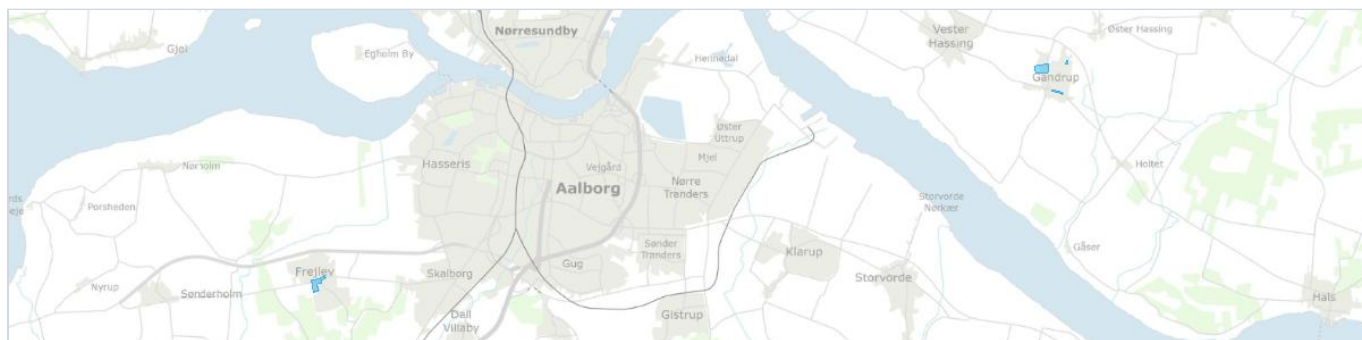 Nørresundby
Vester
Hassing
Øster Hassing
Gjøl
Egholm By
Hennedal
Gandrup
Øster
Uttrup
Hasseris
Vejgård
Mjel
Nørholm
Holtet
Aalborg
Nørre
Tranders
Porsheden
Storvorde
Nørkær
Sønder
Tranders
Klarup
Gåser
Frejlev
Skalborg
Gug
Storvorde
Nyrup
Sønderholm
Hals
Dall
Villaby
Gistrup